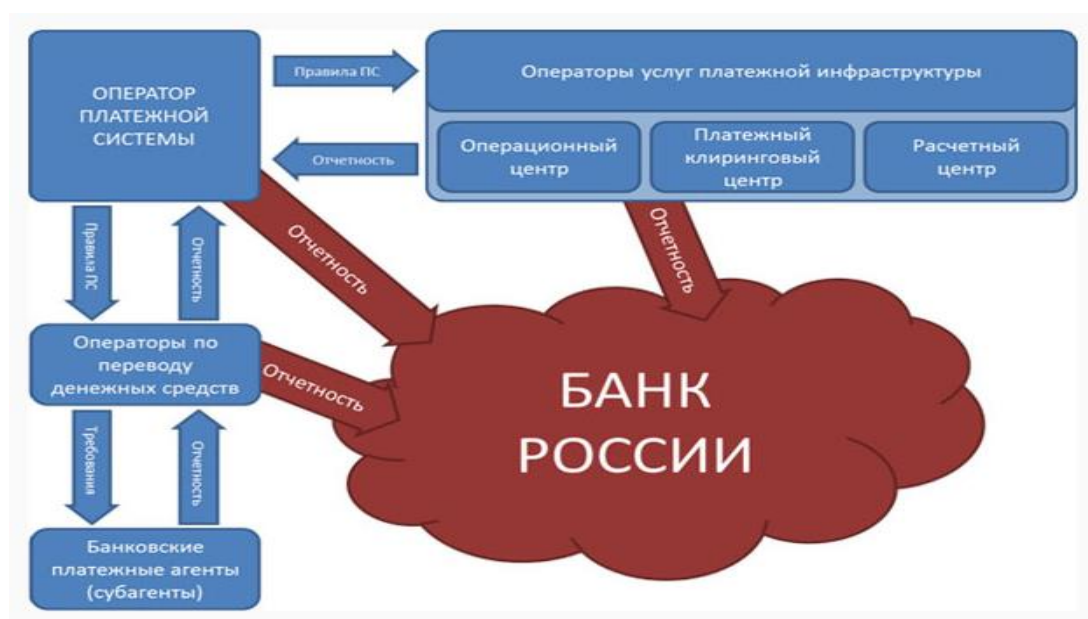 ОПЕРАТОР
ПЛАТЕЖНОЙ
СИСТЕМЫ
Правила ПС
Отчетность
Операторы услуг платежной инфраструктуры
Операционный
центр
Платежный
клиринговый
центр
Расчетный
центр
Правила ПС
Отчетность
Отчетность
Отчетность
Операторы по
переводу
денежных средств
Отчетность
Требования
Отчетность
Банковские
платежные агенты
(субагенты)
БАНК
РОССИИ